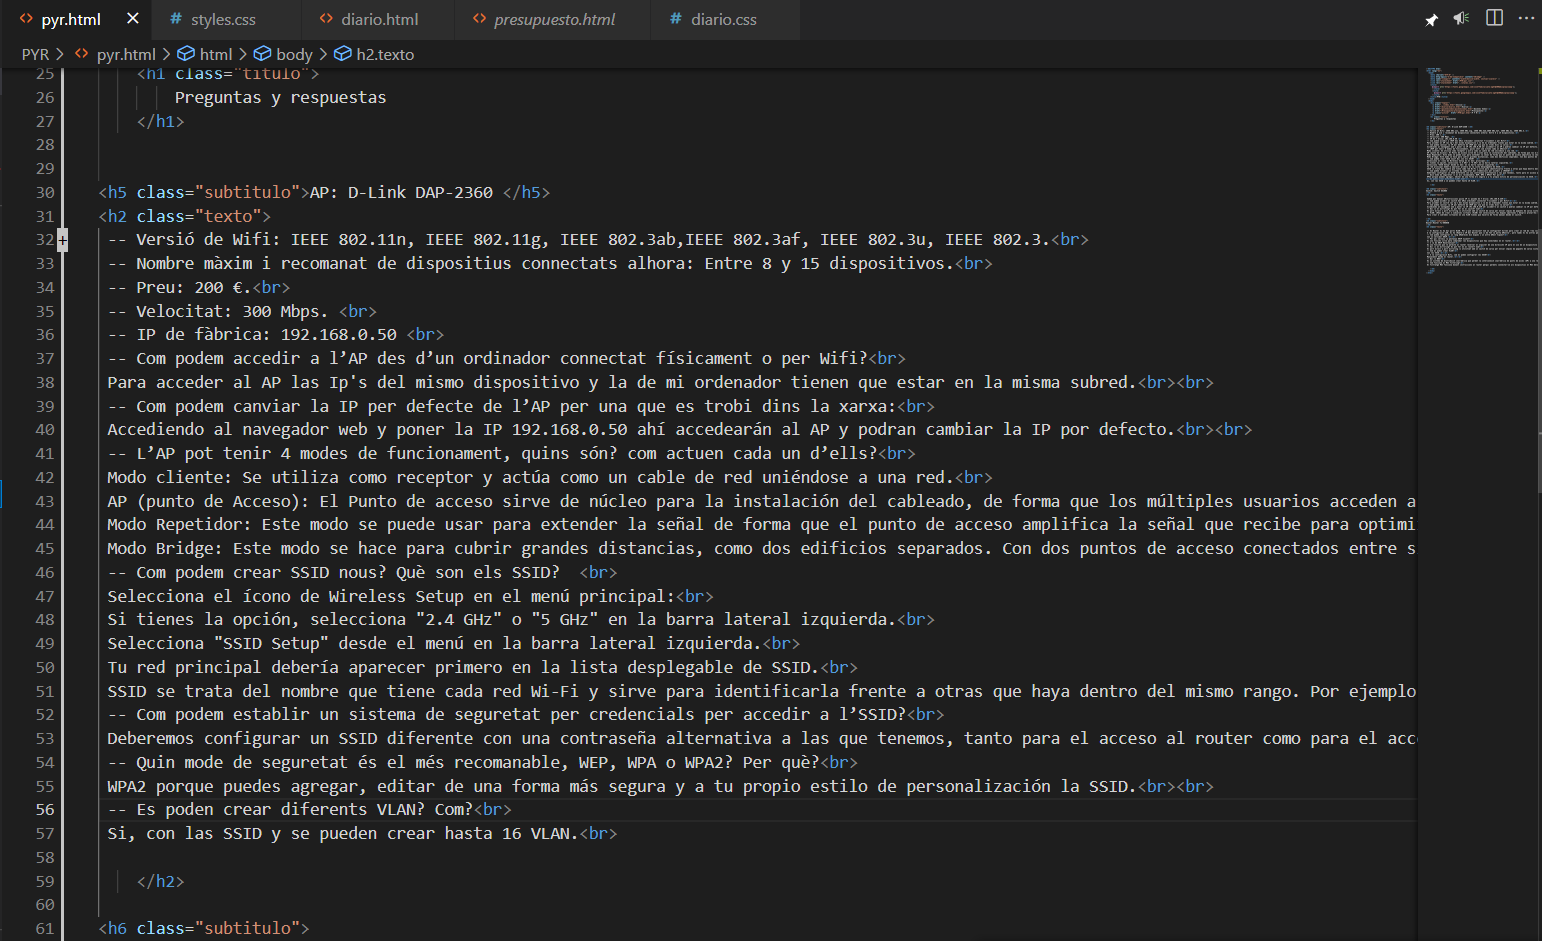 pyr.html
styles.css
diario.html
presupuesto.html
diario.css
PYR > pyr.html > html > body > h2.texto
25 <h1 class="titulo">
26 Preguntas y respuestas
27 </h1>
28
29
30 <h5 class="subtitulo">AP: D-Link DAP-2360 </h5>
31 <h2 class="texto">
32 -- Versió de Wifi: IEEE 802.11n, IEEE 802.11g, IEEE 802.3ab,IEEE 802.3af, IEEE 802.3u, IEEE 802.3.<br>
33 -- Nombre màxim i recomanat de dispositius connectats alhora: Entre 8 y 15 dispositivos.<br>
34 -- Preu: 200 €.<br>
35 -- Velocitat: 300 Mbps. <br>
36 -- IP de fàbrica: 192.168.0.50 <br>
37 -- Com podem accedir a l’AP des d’un ordinador connectat físicament o per Wifi?<br>
38 Para acceder al AP las Ip's del mismo dispositivo y la de mi ordenador tienen que estar en la misma subred.<br><br>
39 -- Com podem canviar la IP per defecte de l’AP per una que es trobi dins la xarxa:<br>
40 Accediendo al navegador web y poner la IP 192.168.0.50 ahí accedearán al AP y podran cambiar la IP por defecto.<br><br>
41 -- L’AP pot tenir 4 modes de funcionament, quins són? com actuen cada un d’ells?<br>
42 Modo cliente: Se utiliza como receptor y actúa como un cable de red uniéndose a una red.<br>
43 AP (punto de Acceso): El Punto de acceso sirve de núcleo para la instalación del cableado, de forma que los múltiples usuarios acceden a
44 Modo Repetidor: Este modo se puede usar para extender la señal de forma que el punto de acceso amplifica la señal que recibe para optimi
45 Modo Bridge: Este modo se hace para cubrir grandes distancias, como dos edificios separados. Con dos puntos de acceso conectados entre s
46 -- Com podem crear SSID nous? Què son els SSID? <br>
47 Selecciona el ícono de Wireless Setup en el menú principal:<br>
48 Si tienes la opción, selecciona "2.4 GHz" o "5 GHz" en la barra lateral izquierda.<br>
49 Selecciona "SSID Setup" desde el menú en la barra lateral izquierda.<br>
50 Tu red principal debería aparecer primero en la lista desplegable de SSID.<br>
51 SSID se trata del nombre que tiene cada red Wi-Fi y sirve para identificarla frente a otras que haya dentro del mismo rango. Por ejemplo
52 -- Com podem establir un sistema de seguretat per credencials per accedir a l’SSID?<br>
53 Deberemos configurar un SSID diferente con una contraseña alternativa a las que tenemos, tanto para el acceso al router como para el acc
54 -- Quin mode de seguretat és el més recomanable, WEP, WPA o WPA2? Per què?<br>
55 WPA2 porque puedes agregar, editar de una forma más segura y a tu propio estilo de personalización la SSID.<br><br>
56 -- Es poden crear diferents VLAN? Com?<br>
57 Si, con las SSID y se pueden crear hasta 16 VLAN.<br>
58
59 </h2>
60
61 <h6 class="subtitulo">